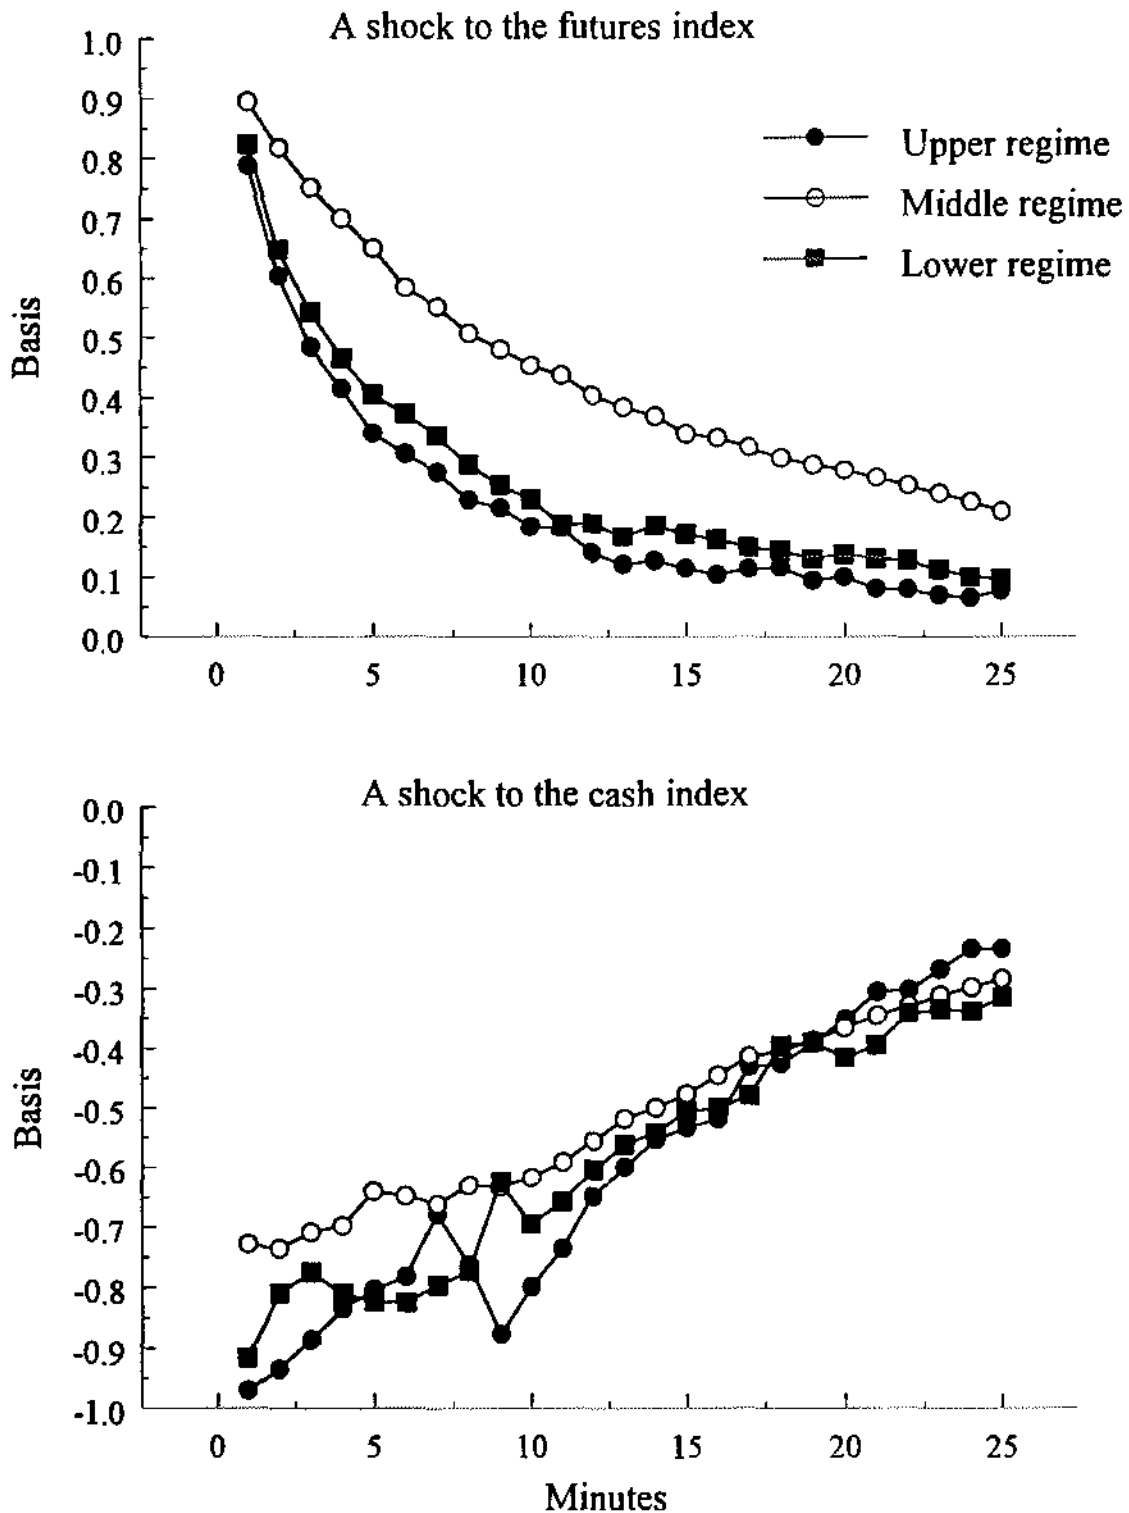 A shock to the futures index
1.0
0.9
0.8
0.7
0.6
0.5
0.4
0.3
0.2
0.1
0.0
Basis
Upper regime
Middle regime
Lower regime
0 5 10 15 20 25
A shock to the cash index
0.0
-0.1
-0.2
-0.3
-0.4
-0.5
-0.6
-0.7
-0.8
-0.9
-1.0
Basis
0 5 10 15 20 25
Minutes